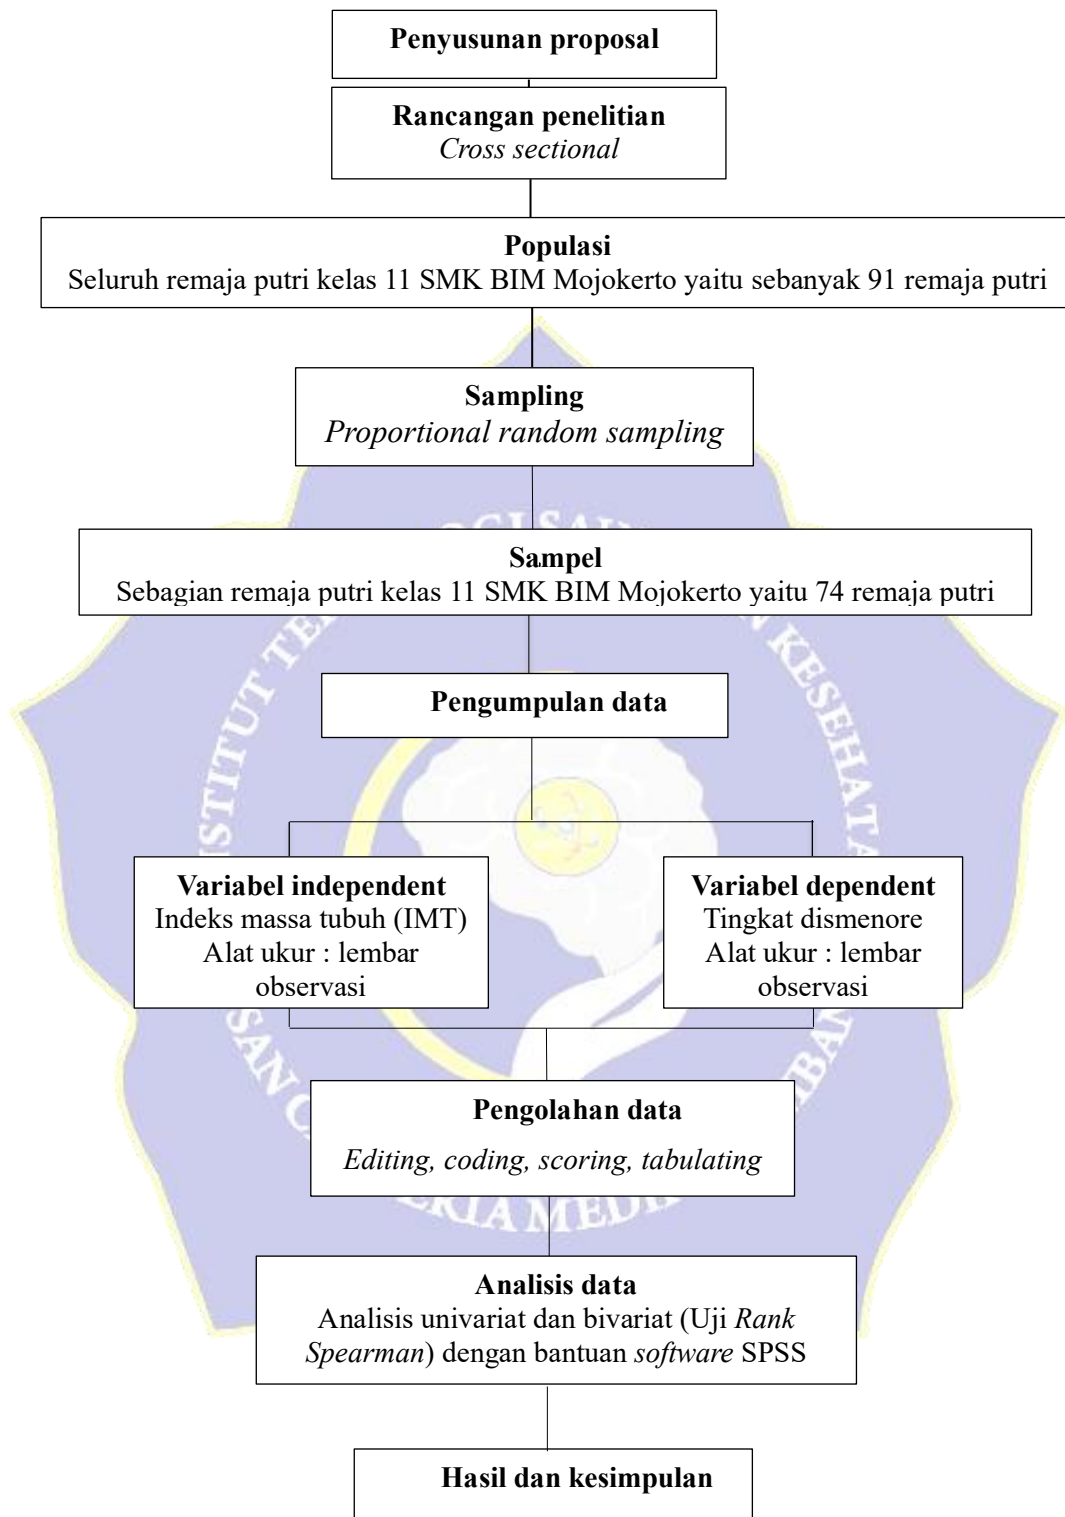 Penyusunan proposal
Rancangan penelitian
Cross sectional
Populasi
Seluruh remaja putri kelas 11 SMK BIM Mojokerto yaitu sebanyak 91 remaja putri
Sampling
Proportional random sampling
Sampel
Sebagian remaja putri kelas 11 SMK BIM Mojokerto yaitu 74 remaja putri
Pengumpulan data
Variabel independent
Indeks massa tubuh (IMT)
Alat ukur : lembar
observasi
Variabel dependent
Tingkat dismenore
Alat ukur : lembar
observasi
Pengolahan data
Editing, coding, scoring, tabulating
Analisis data
Analisis univariat dan bivariat (Uji Rank
Spearman) dengan bantuan software SPSS
Hasil dan kesimpulan